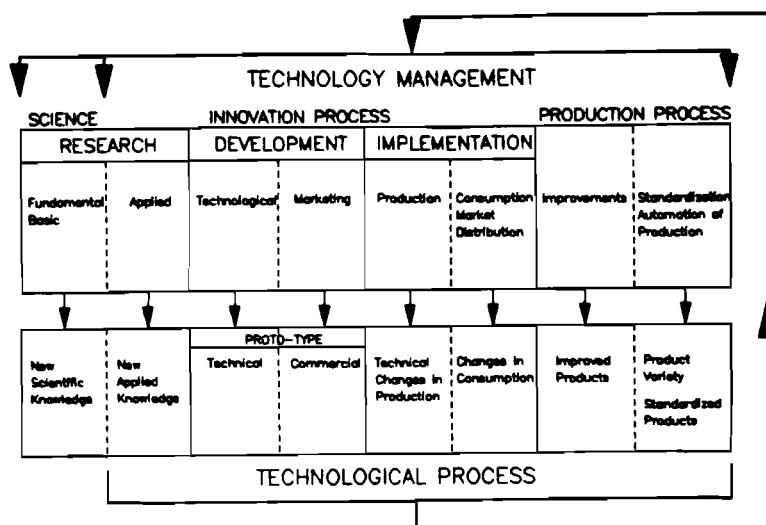 TECHNOLOGY MANAGEMENT
SCIENCE INNOVATION PROCESS PRODUCTION PROCESS
RESEARCH DEVELOPMENT IMPLEMENTATION
Fundamental
Basic
Applied
Technological
Marketing
Production
Consumption
Market
Distribution
Improvements
Standardization
Automation of
Production
New
Scientific
Knowledge
New
Applied
Knowledge
PROTO-TYPE
Technical
Commercial
Technical
Changes in
Production
Changes in
Consumption
Improved
Products
Product
Variety
Standardized
Products
TECHNOLOGICAL PROCESS